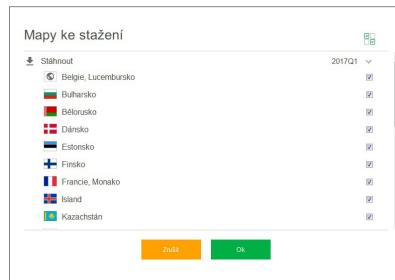 Mapy ke stažení
Stáhnout 2017Q1
Belgie, Lucembursko
Bulharsko
Bělorusko
Dánsko
Estonsko
Finsko
Francie, Monako
Island
Kazachstán
Zrušit Ok